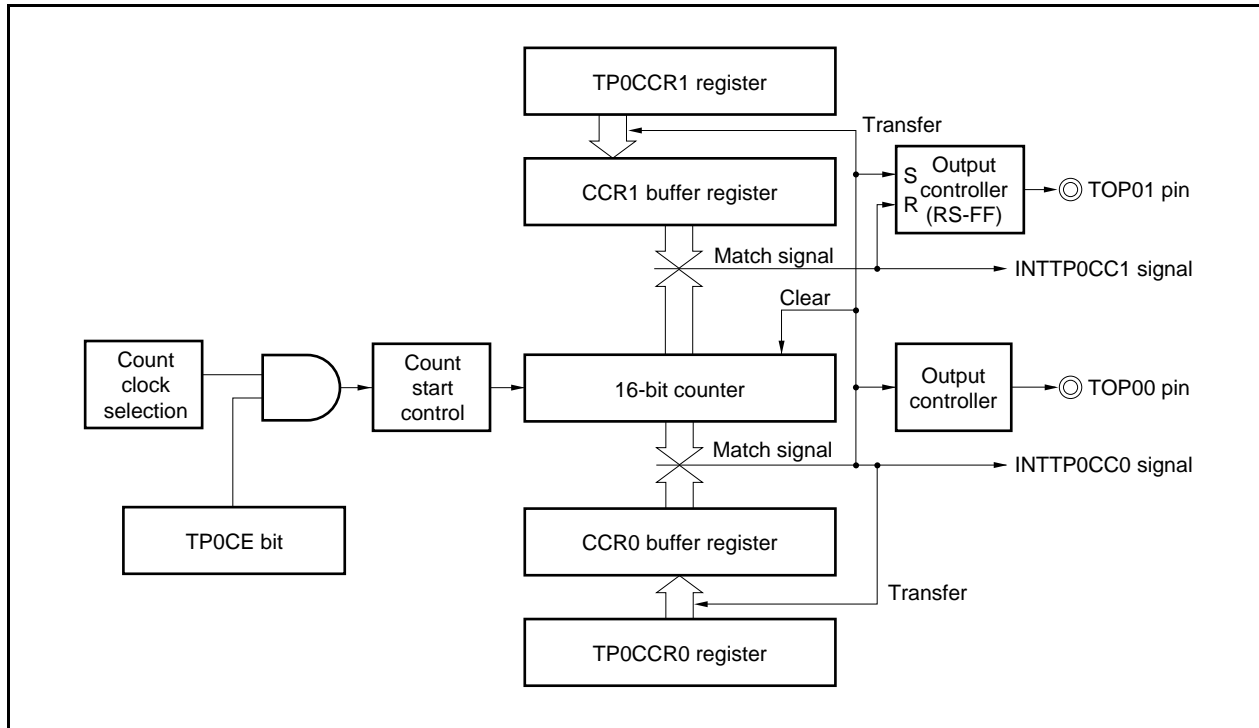 TP0CCR1 register
Transfer
CCR1 buffer register
S
R
Output
controller
(RS-FF)
TOP01 pin
Match signal
INTTP0CC1 signal
Clear
Count
clock
selection
Count
start
control
16-bit counter
Output
controller
TOP00 pin
Match signal
INTTP0CC0 signal
TP0CE bit
CCR0 buffer register
Transfer
TP0CCR0 register